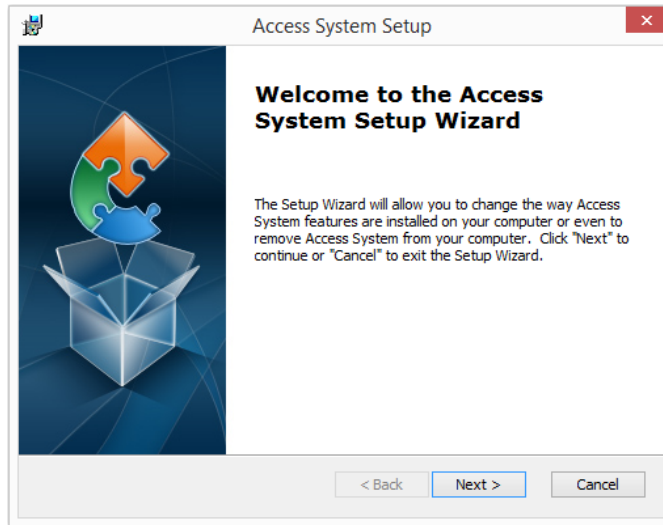 Access System Setup
Welcome to the Access
System Setup Wizard
The Setup Wizard will allow you to change the way Access
System features are installed on your computer or even to
remove Access System from your computer.  Click "Next" to
continue or "Cancel" to exit the Setup Wizard.
< Back Next > Cancel